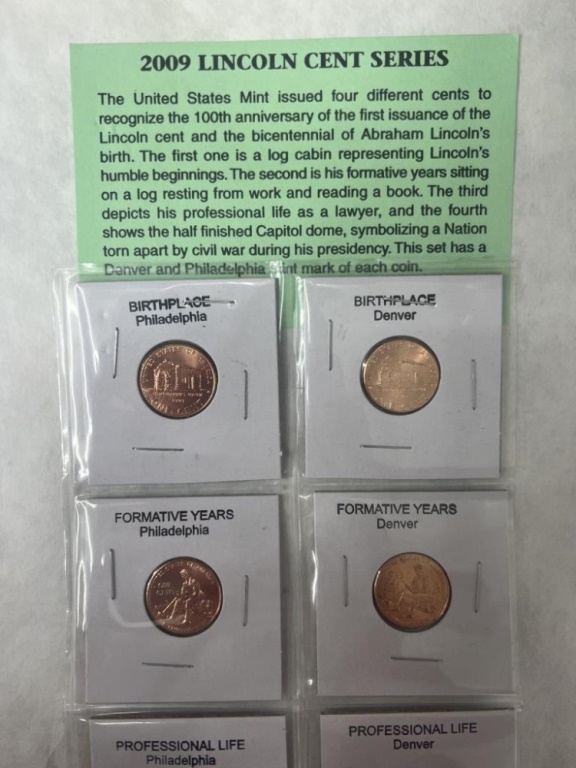 2009 LINCOLN CENT SERIES
The United States Mint issued four different cents to
recognize the 100th anniversary of the first issuance of the
Lincoln cent and the bicentennial of Abraham Lincoln's
birth. The first one is a log cabin representing Lincoln's
humble beginnings. The second is his formative years sitting
on a log resting from work and reading a book. The third
depicts his professional life as a lawyer, and the fourth
shows the half finished Capitol dome, symbolizing a Nation
torn apart by civil war during his presidency. This set has a
Denver and Philadelphia mint mark of each coin.
BIRTHPLACE
Philadelphia
BIRTHPLACE
Denver
FORMATIVE YEARS
Philadelphia
FORMATIVE YEARS
Denver
PROFESSIONAL LIFE
Philadelphia
PROFESSIONAL LIFE
Denver